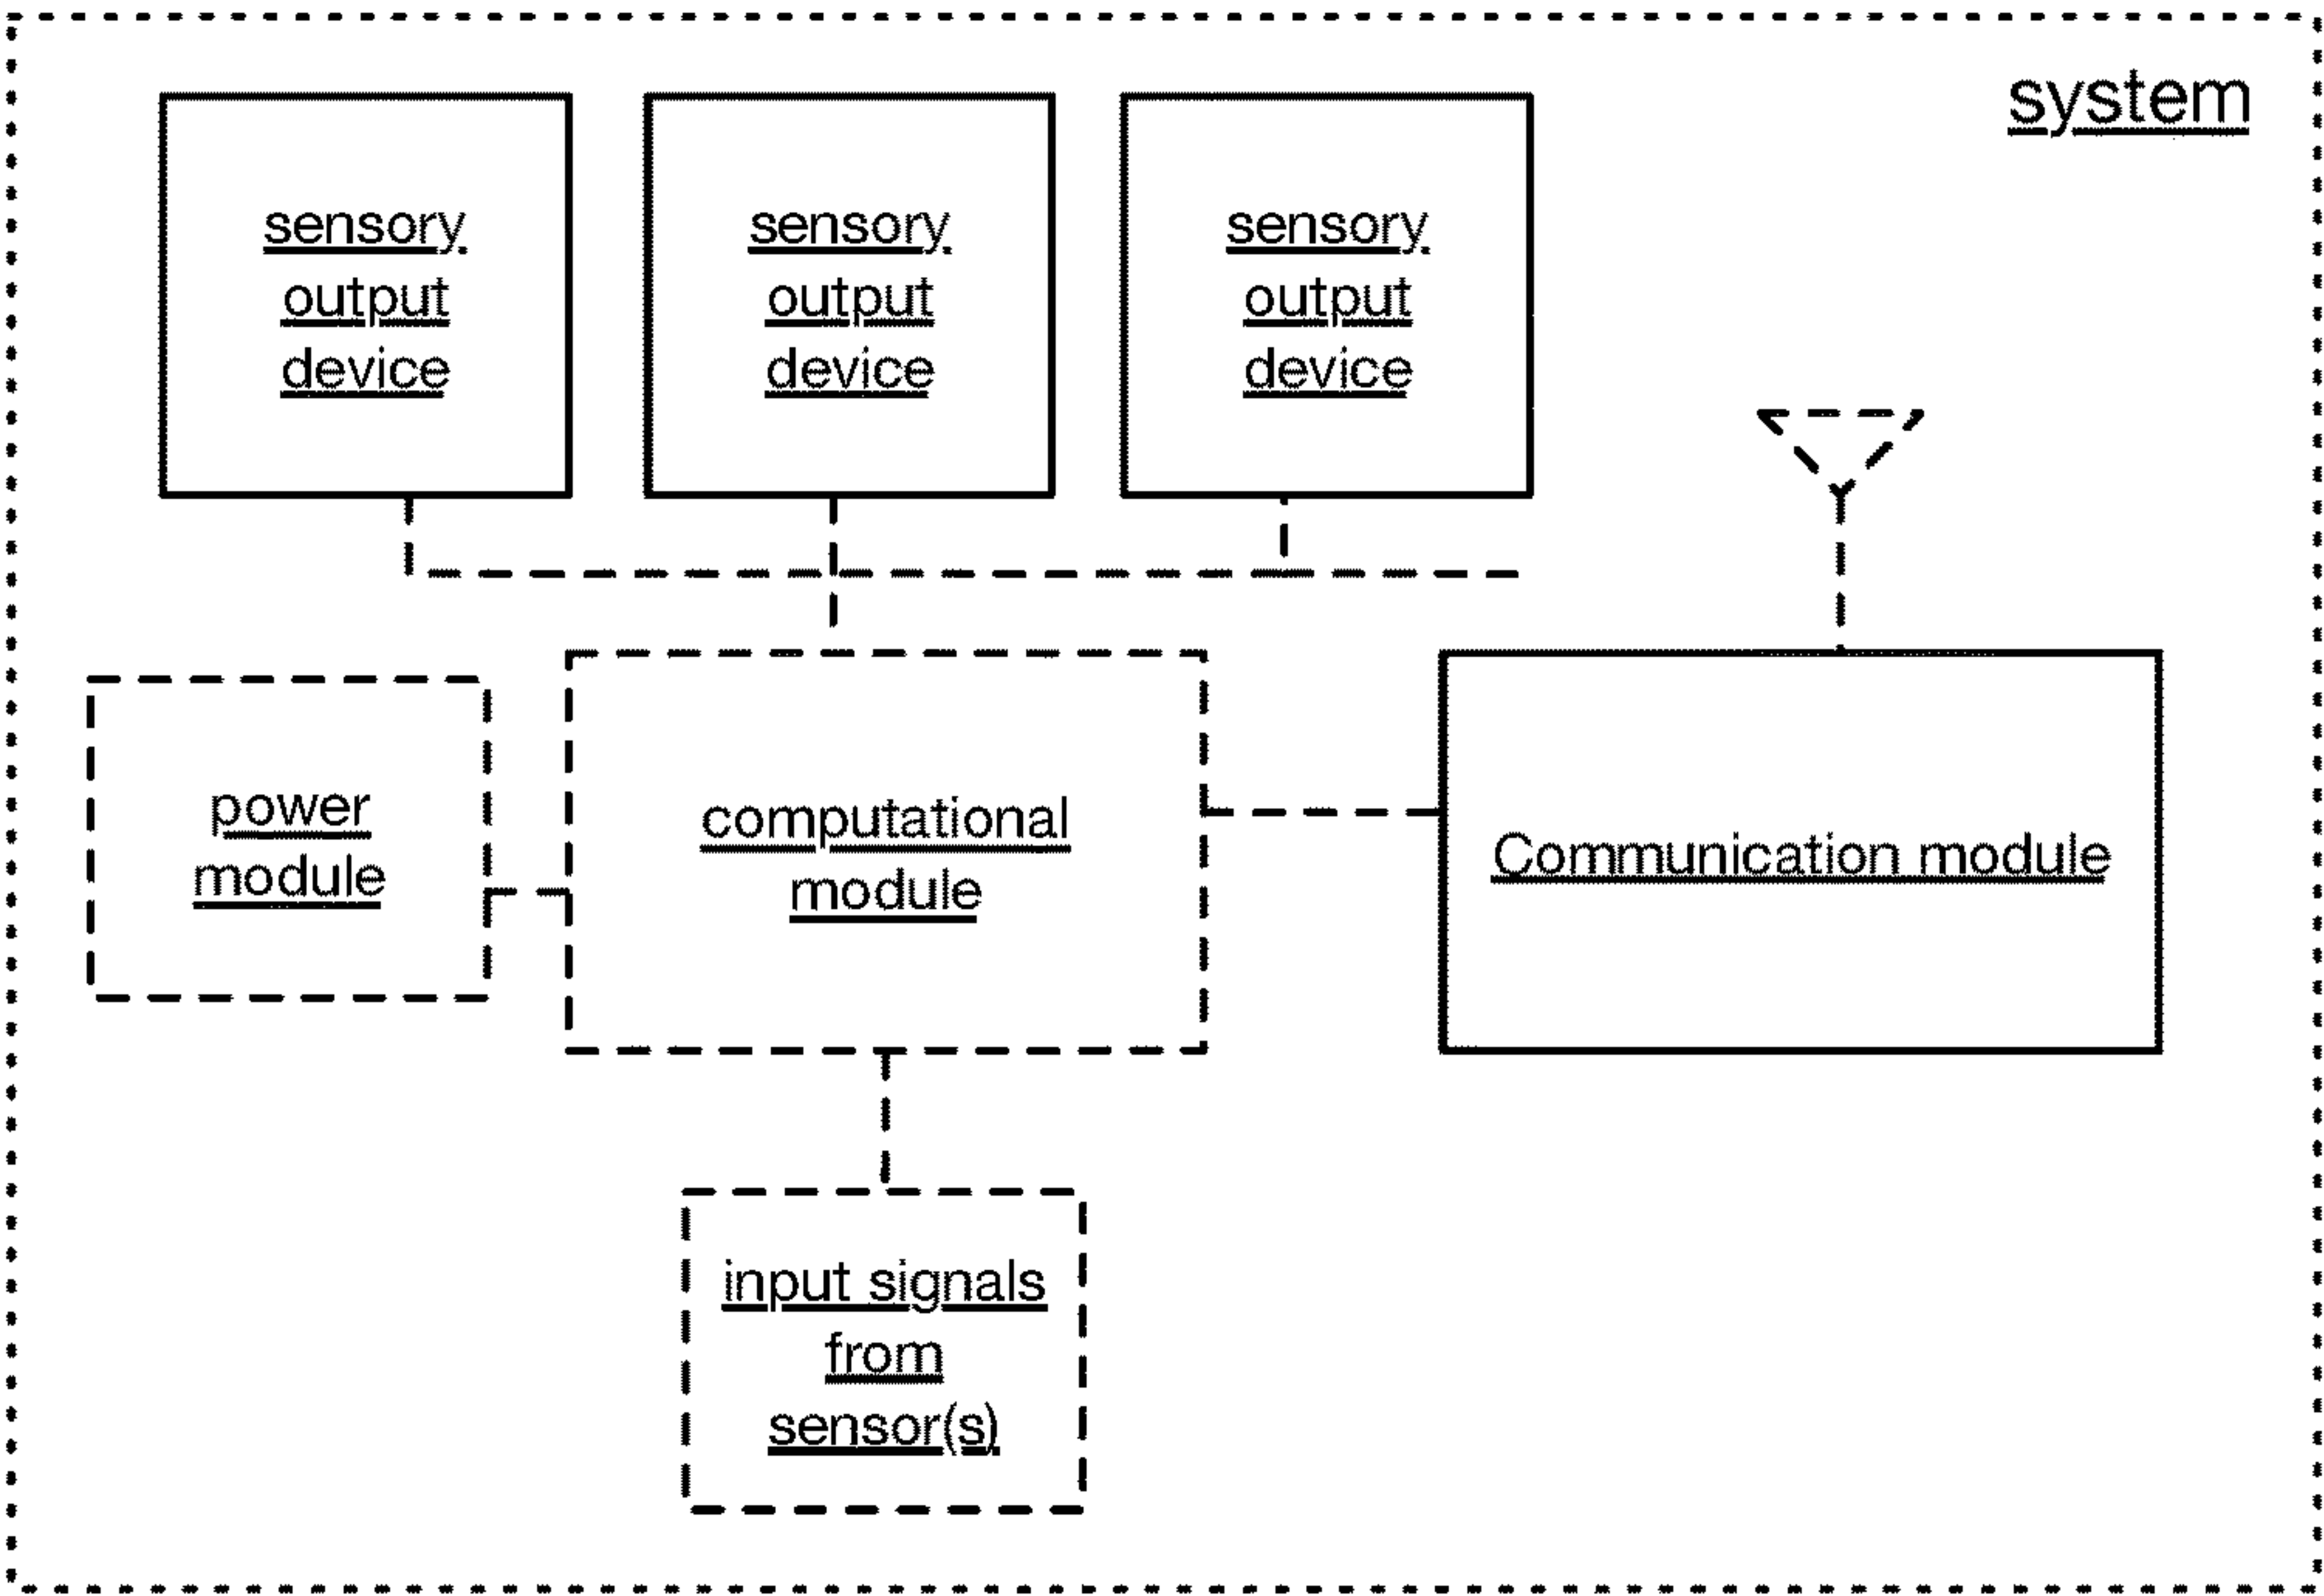 system
sensory
output
device
sensory
output
device
sensory
output
device
power
module
computational
module
Communication module
input signals
from
sensor(s)